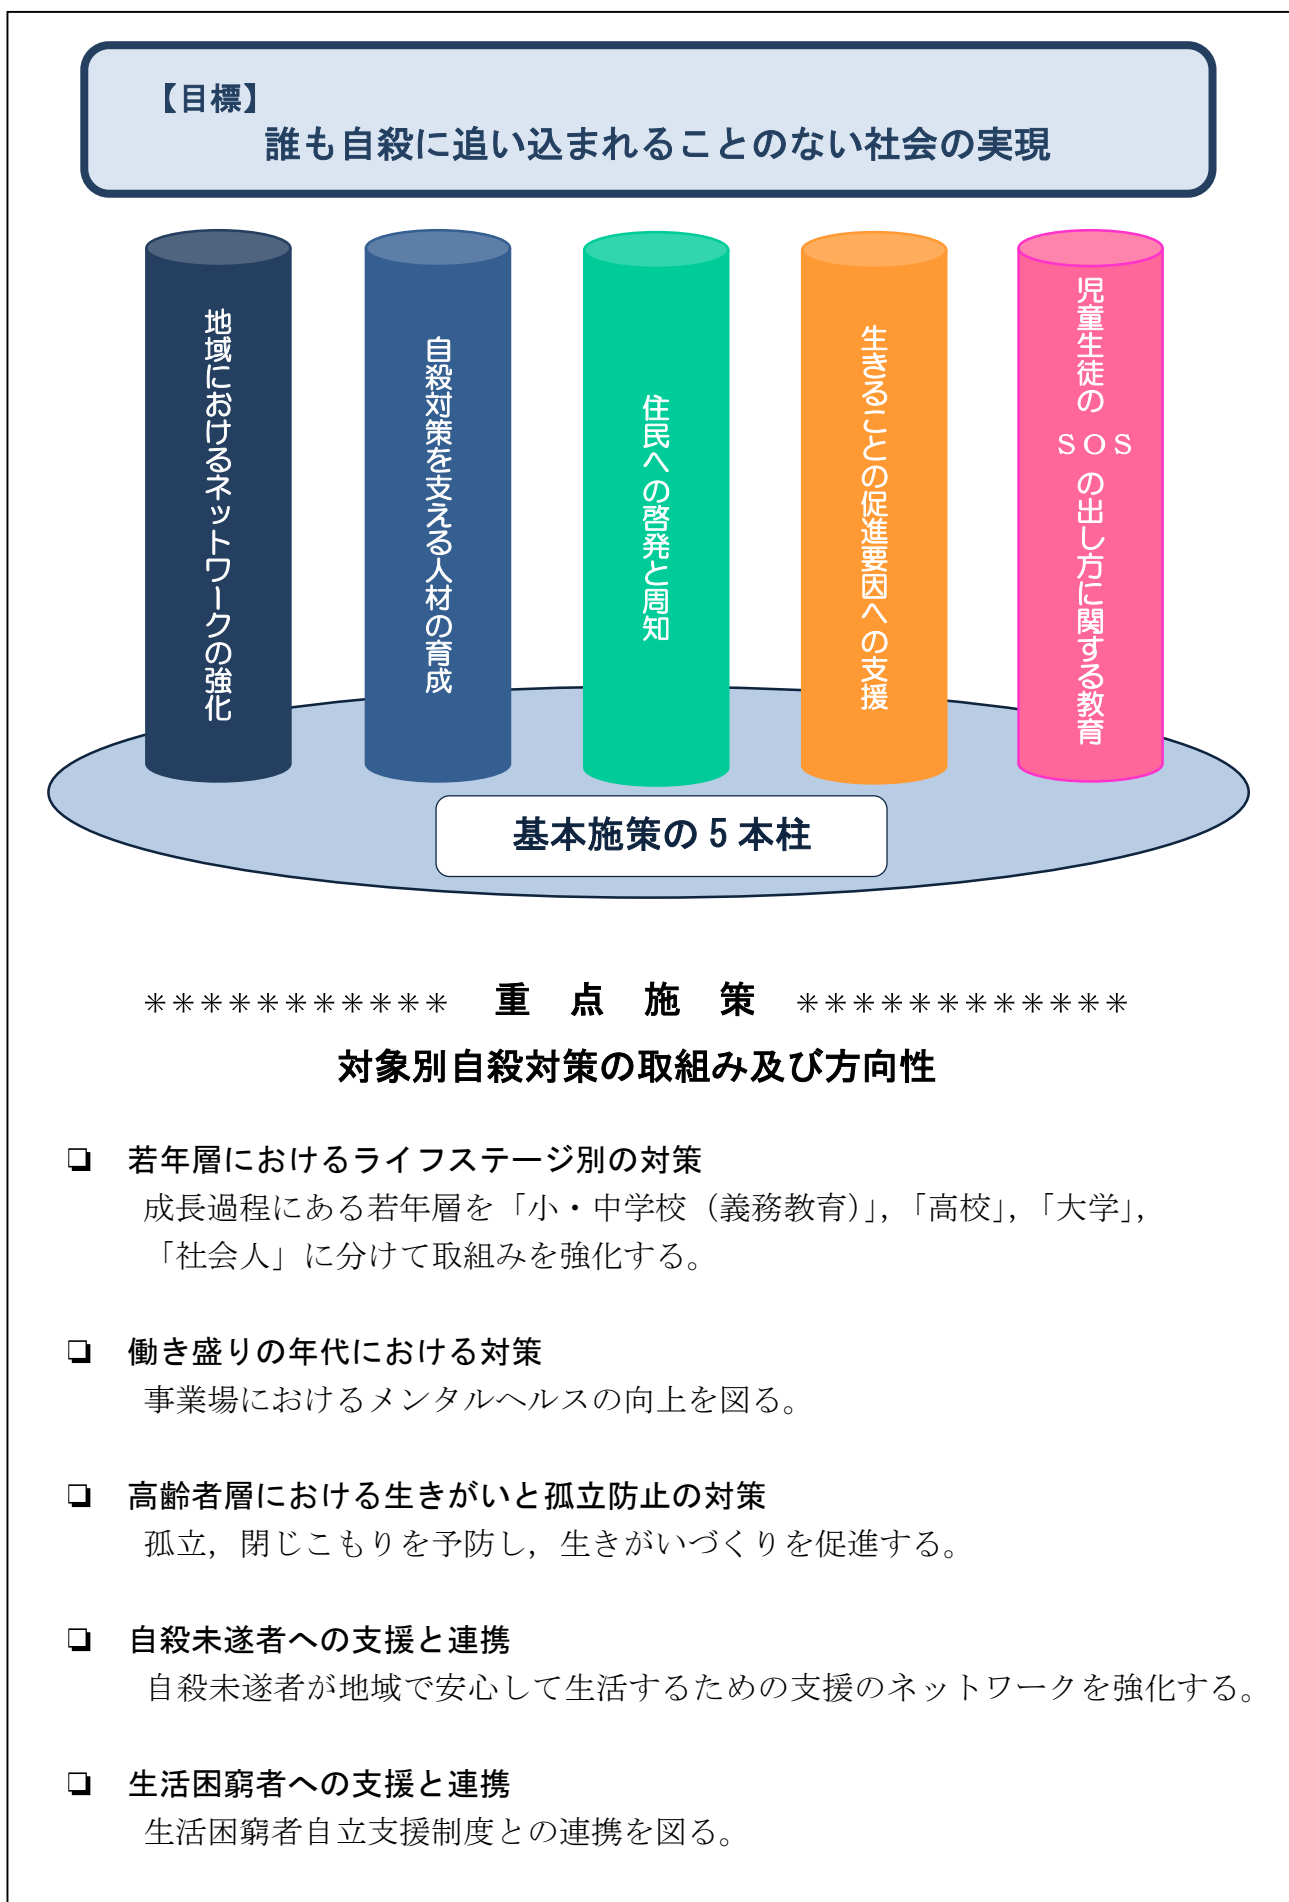 【目標】
誰も自殺に追い込まれることのない社会の実現
地域におけるネットワークの強化
自殺対策を支える人材の育成
住民への啓発と周知
生きることの促進要因への支援
児童生徒の SOS の出し方に関する教育
基本施策の5本柱
＊＊＊＊＊＊＊＊＊＊＊ 重 点 施 策 ＊＊＊＊＊＊＊＊＊＊＊＊
対象別自殺対策の取組み及び方向性
❏ 若年層におけるライフステージ別の対策
成長過程にある若年層を「小・中学校（義務教育）」，「高校」，「大学」，
「社会人」に分けて取組みを強化する。
❏ 働き盛りの年代における対策
事業場におけるメンタルヘルスの向上を図る。
❏ 高齢者層における生きがいと孤立防止の対策
孤立，閉じこもりを予防し，生きがいづくりを促進する。
❏ 自殺未遂者への支援と連携
自殺未遂者が地域で安心して生活するための支援のネットワークを強化する。
❏ 生活困窮者への支援と連携
生活困窮者自立支援制度との連携を図る。